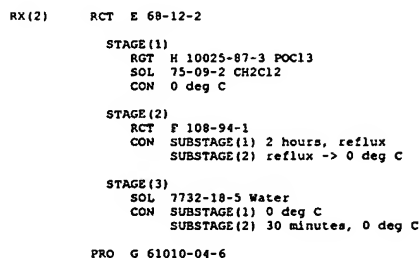 RX(2) RCT E 68-12-2
STAGE(1)
RGT H 10025-87-3 POCl3
SOL 75-09-2 CH2Cl2
CON 0 deg C
STAGE(2)
RCT F 108-94-1
CON SUBSTAGE(1) 2 hours, reflux
SUBSTAGE(2) reflux -> 0 deg C
STAGE(3)
SOL 7732-18-5 Water
CON SUBSTAGE(1) 0 deg C
SUBSTAGE(2) 30 minutes, 0 deg C
PRO G 61010-04-6